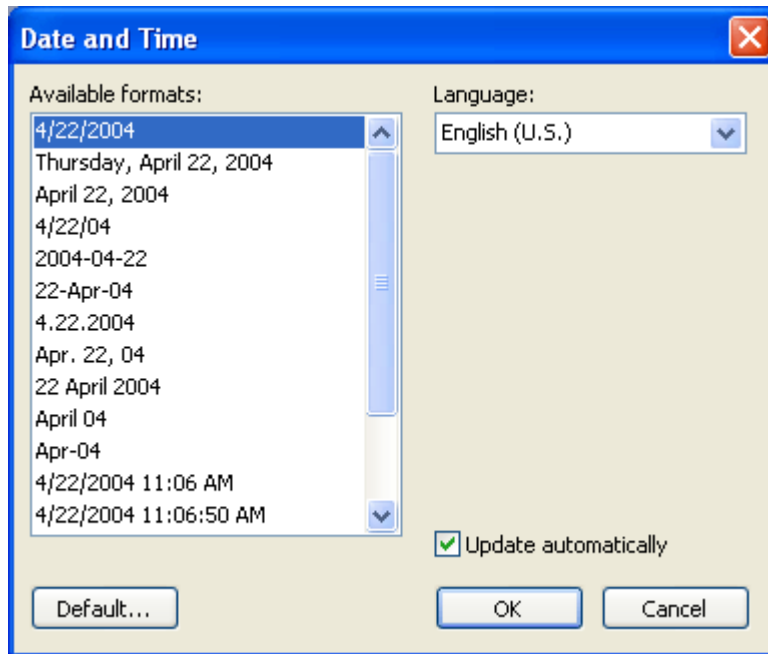 Date and Time
Available formats:
4/22/2004
Thursday, April 22, 2004
April 22, 2004
4/22/04
2004-04-22
22-Apr-04
4.22.2004
Apr. 22, 04
22 April 2004
April 04
Apr-04
4/22/2004 11:06 AM
4/22/2004 11:06:50 AM
Language:
English (U.S.)
Update automatically
Default...
OK
Cancel